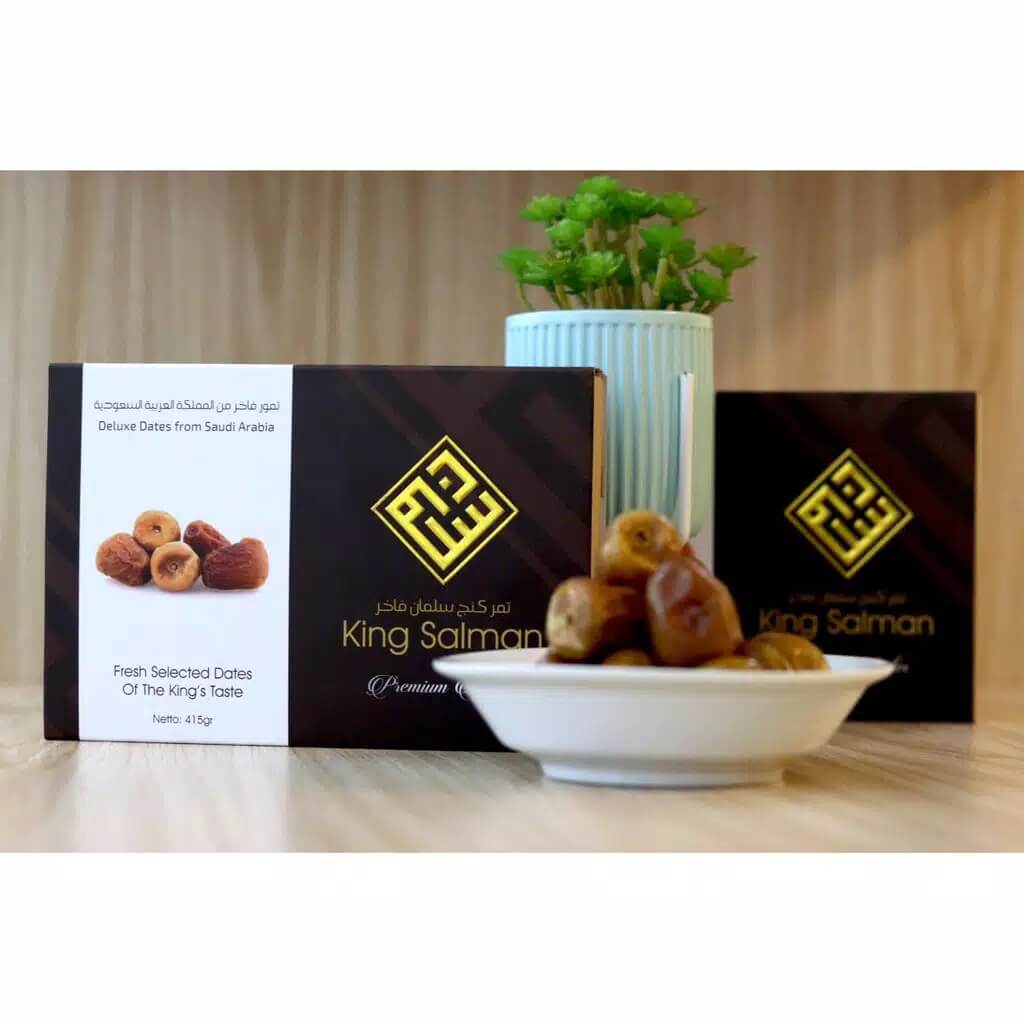 تمور فاخر من المملكة العربية السعودية
Deluxe Dates from Saudi Arabia
Fresh Selected Dates
Of The King's Taste
Netto: 415gr
تمر كنج سلمان فاخر
King Salman
Premium
King Salman